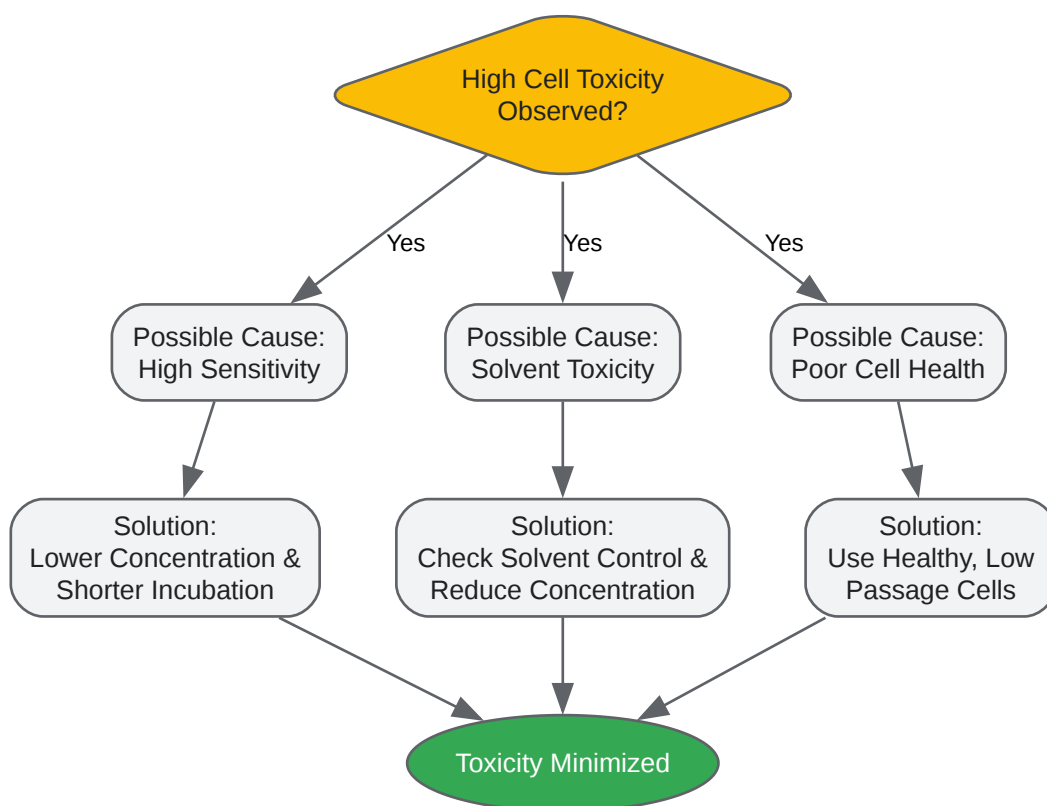 High Cell Toxicity
Observed?
Yes
Yes
Yes
Possible Cause:
High Sensitivity
Possible Cause:
Solvent Toxicity
Possible Cause:
Poor Cell Health
Solution:
Lower Concentration &
Shorter Incubation
Solution:
Check Solvent Control &
Reduce Concentration
Solution:
Use Healthy, Low
Passage Cells
Toxicity Minimized